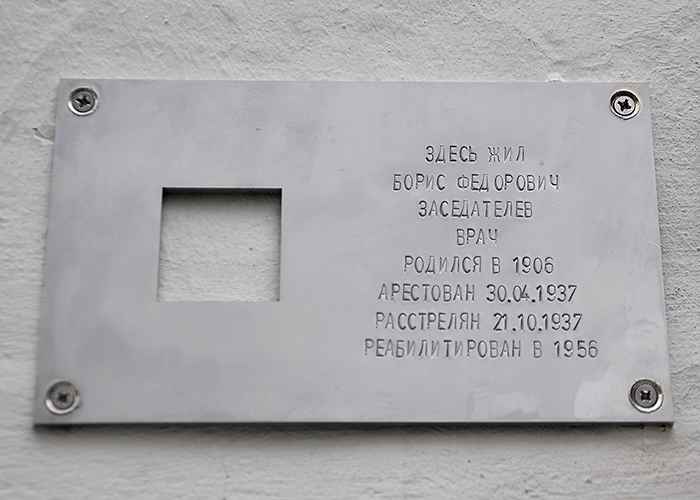 ЗДЕСЬ ЖИЛ
БОРИС ФЕДОРОВИЧ
ЗАСЕДАТЕЛЕВ
ВРАЧ
РОДИЛСЯ В 1906
АРЕСТОВАН 30.04.1937
РАССТРЕЛЯН 21.10.1937
РЕАБИЛИТИРОВАН В 1956